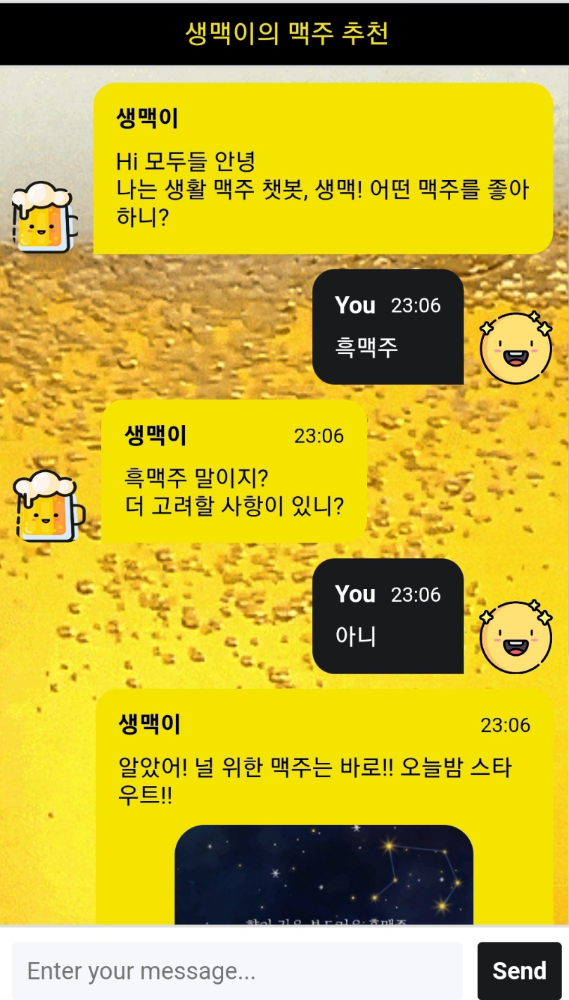 생맥이의 맥주 추천
생맥이
Hi 모두들 안녕
나는 생활 맥주 챗봇, 생맥! 어떤 맥주를 좋아
하니?
You 23:06
흑맥주
생맥이 23:06
흑맥주 말이지?
더 고려할 사항이 있니?
You 23:06
아니
생맥이 23:06
알았어! 널 위한 맥주는 바로!! 오늘밤 스타
우트!!
Enter your message...
Send